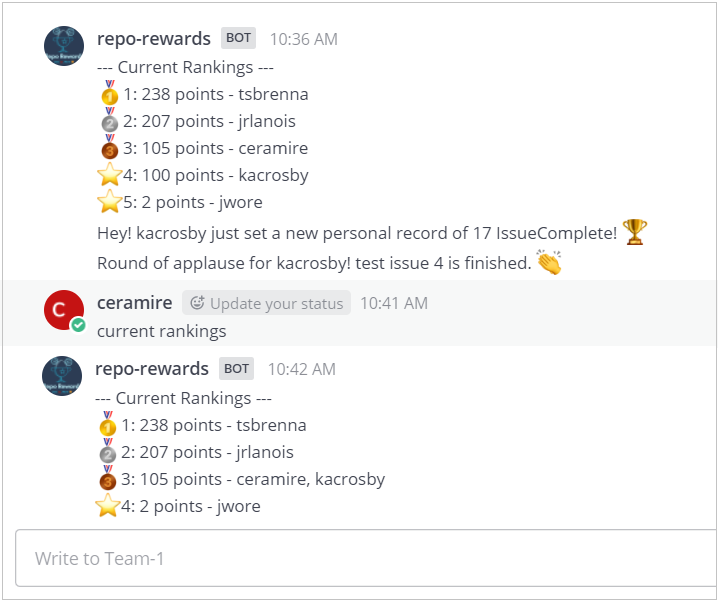 repo-rewards BOT 10:36 AM
--- Current Rankings ---
1: 238 points - tsbrenna
2: 207 points - jrlanois
3: 105 points - ceramire
4: 100 points - kacrosby
5: 2 points - jwore
Hey! kacrosby just set a new personal record of 17 IssueComplete!
Round of applause for kacrosby! test issue 4 is finished.
C ceramire Update your status 10:41 AM
current rankings
repo-rewards BOT 10:42 AM
--- Current Rankings ---
1: 238 points - tsbrenna
2: 207 points - jrlanois
3: 105 points - ceramire, kacrosby
4: 2 points - jwore
Write to Team-1